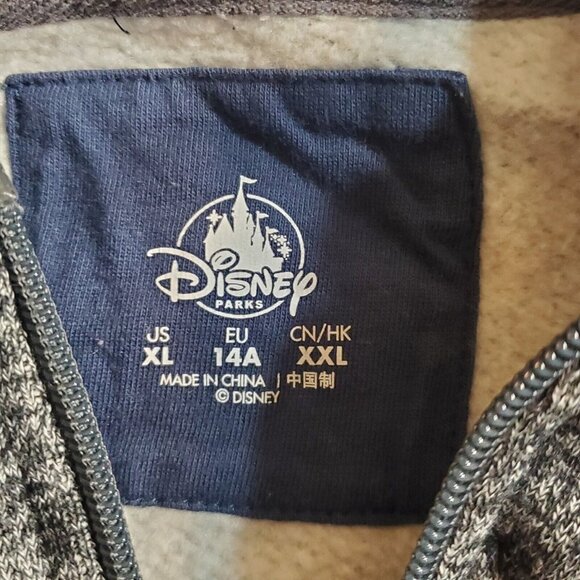 Disney
PARKS
US EU CN/HK
XL 14A XXL
MADE IN CHINA | 中国制
© DISNEY